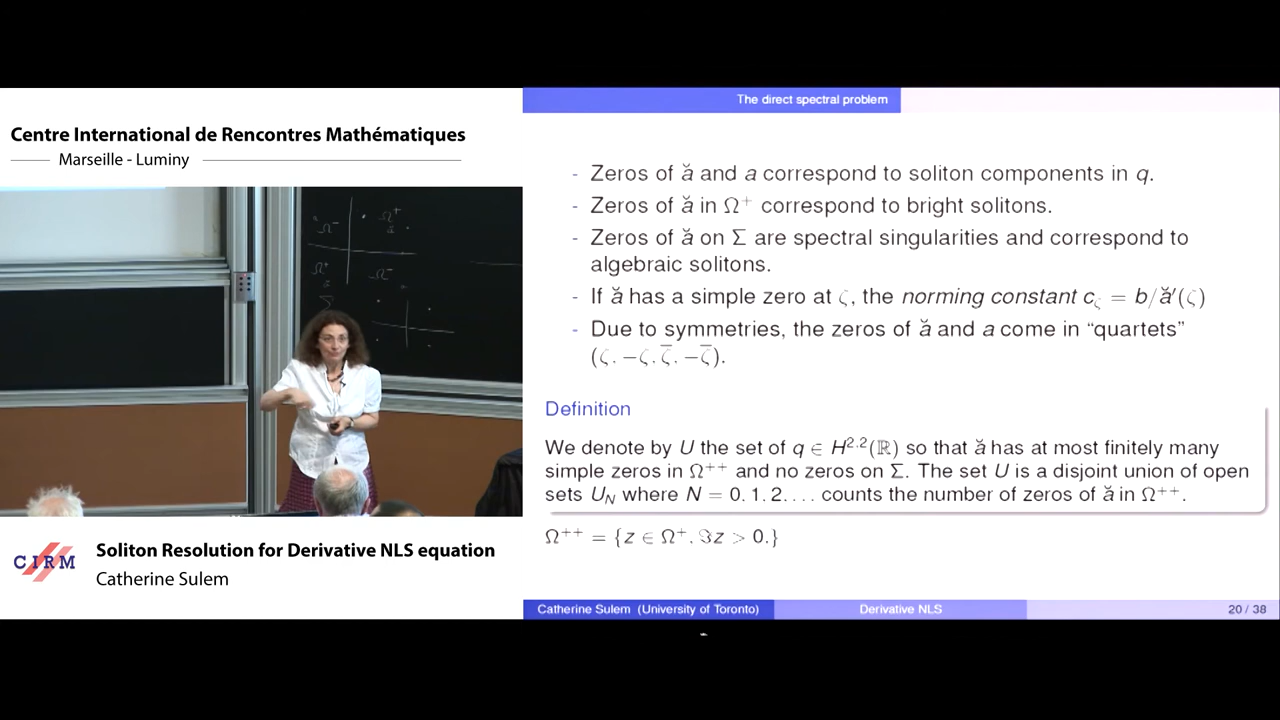 Centre International de Rencontres Mathématiques
Marseille - Luminy
Ω⁻
Ω⁺
ă
Ω⁺
Ω⁻
Σ
C I R M
Soliton Resolution for Derivative NLS equation
Catherine Sulem
The direct spectral problem
- Zeros of ă and a correspond to soliton components in q.
- Zeros of ă in Ω⁺ correspond to bright solitons.
- Zeros of ă on Σ are spectral singularities and correspond to
algebraic solitons.
- If ă has a simple zero at ζ, the norming constant c_ζ = b/ă′(ζ)
- Due to symmetries, the zeros of ă and a come in “quartets”
(ζ, −ζ, ζ̅, −ζ̅).
Definition
We denote by U the set of q ∈ H²,²(ℝ) so that ă has at most finitely many
simple zeros in Ω⁺⁺ and no zeros on Σ. The set U is a disjoint union of open
sets U_N where N = 0, 1, 2, . . . counts the number of zeros of ă in Ω⁺⁺.
Ω⁺⁺ = {z ∈ Ω⁺, ℑz > 0.}
Catherine Sulem (University of Toronto)
Derivative NLS
20 / 38